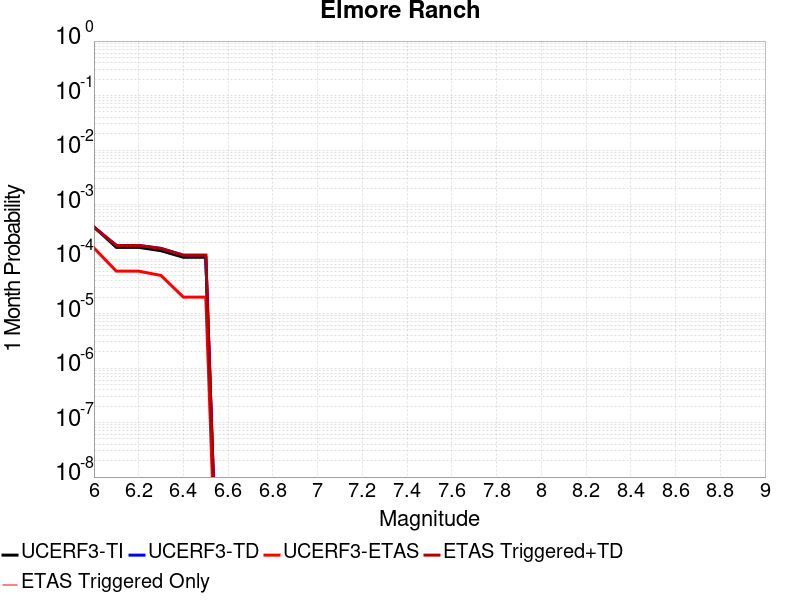 Elmore Ranch
10^0
10^-1
10^-2
10^-3
10^-4
10^-5
10^-6
10^-7
10^-8
1 Month Probability
6 6.2 6.4 6.6 6.8 7 7.2 7.4 7.6 7.8 8 8.2 8.4 8.6 8.8 9
Magnitude
UCERF3-TI UCERF3-TD UCERF3-ETAS ETAS Triggered+TD
ETAS Triggered Only